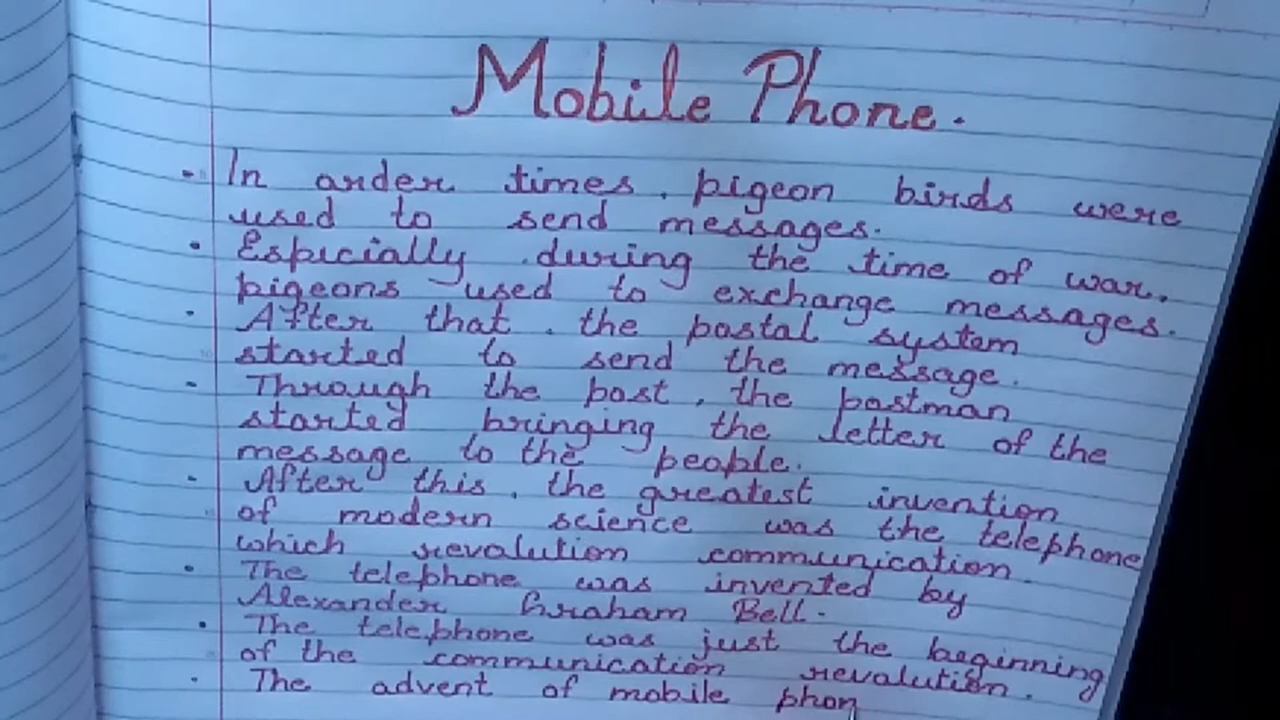 Mobile Phone.
In arder times, pigeon birds were
used to send messages.
Especially during the time of war,
pigeons used to exchange messages.
After that, the postal system
started to send the message.
Through the post, the postman
started bringing the letter of the
message to the people.
After this, the greatest invention
of modern science was the telephone
which revolution communication.
The telephone was invented by
Alexander Graham Bell.
The telephone was just the beginning
of the communication revolution.
The advent of mobile phon